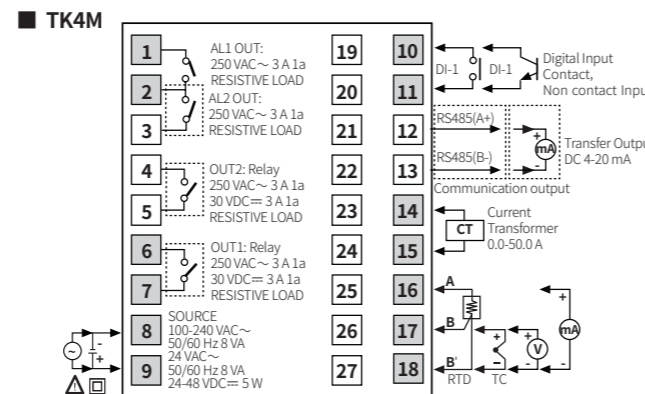 ■ TK4M
1
2
3
4
5
6
7
8
9
AL1 OUT:
250 VAC～ 3 A 1a
RESISTIVE LOAD
AL2 OUT:
250 VAC～ 3 A 1a
RESISTIVE LOAD
OUT2: Relay
250 VAC～ 3 A 1a
30 VDC⎓ 3 A 1a
RESISTIVE LOAD
OUT1: Relay
250 VAC～ 3 A 1a
30 VDC⎓ 3 A 1a
RESISTIVE LOAD
SOURCE
100-240 VAC～
50/60 Hz 8 VA
24 VAC～
50/60 Hz 8 VA
24-48 VDC⎓ 5 W
~
-
+
!
19
20
21
22
23
24
25
26
27
10
11
12
13
14
15
16
17
18
DI-1
DI-1
Digital Input
Contact,
Non contact Inpu
RS485(A+)
RS485(B-)
+
mA
-
Transfer Outpu
DC 4-20 mA
Communication output
CT
Current
Transformer
0.0-50.0 A
A
B
B'
RTD
+
-
TC
+
V
-
+
mA
-